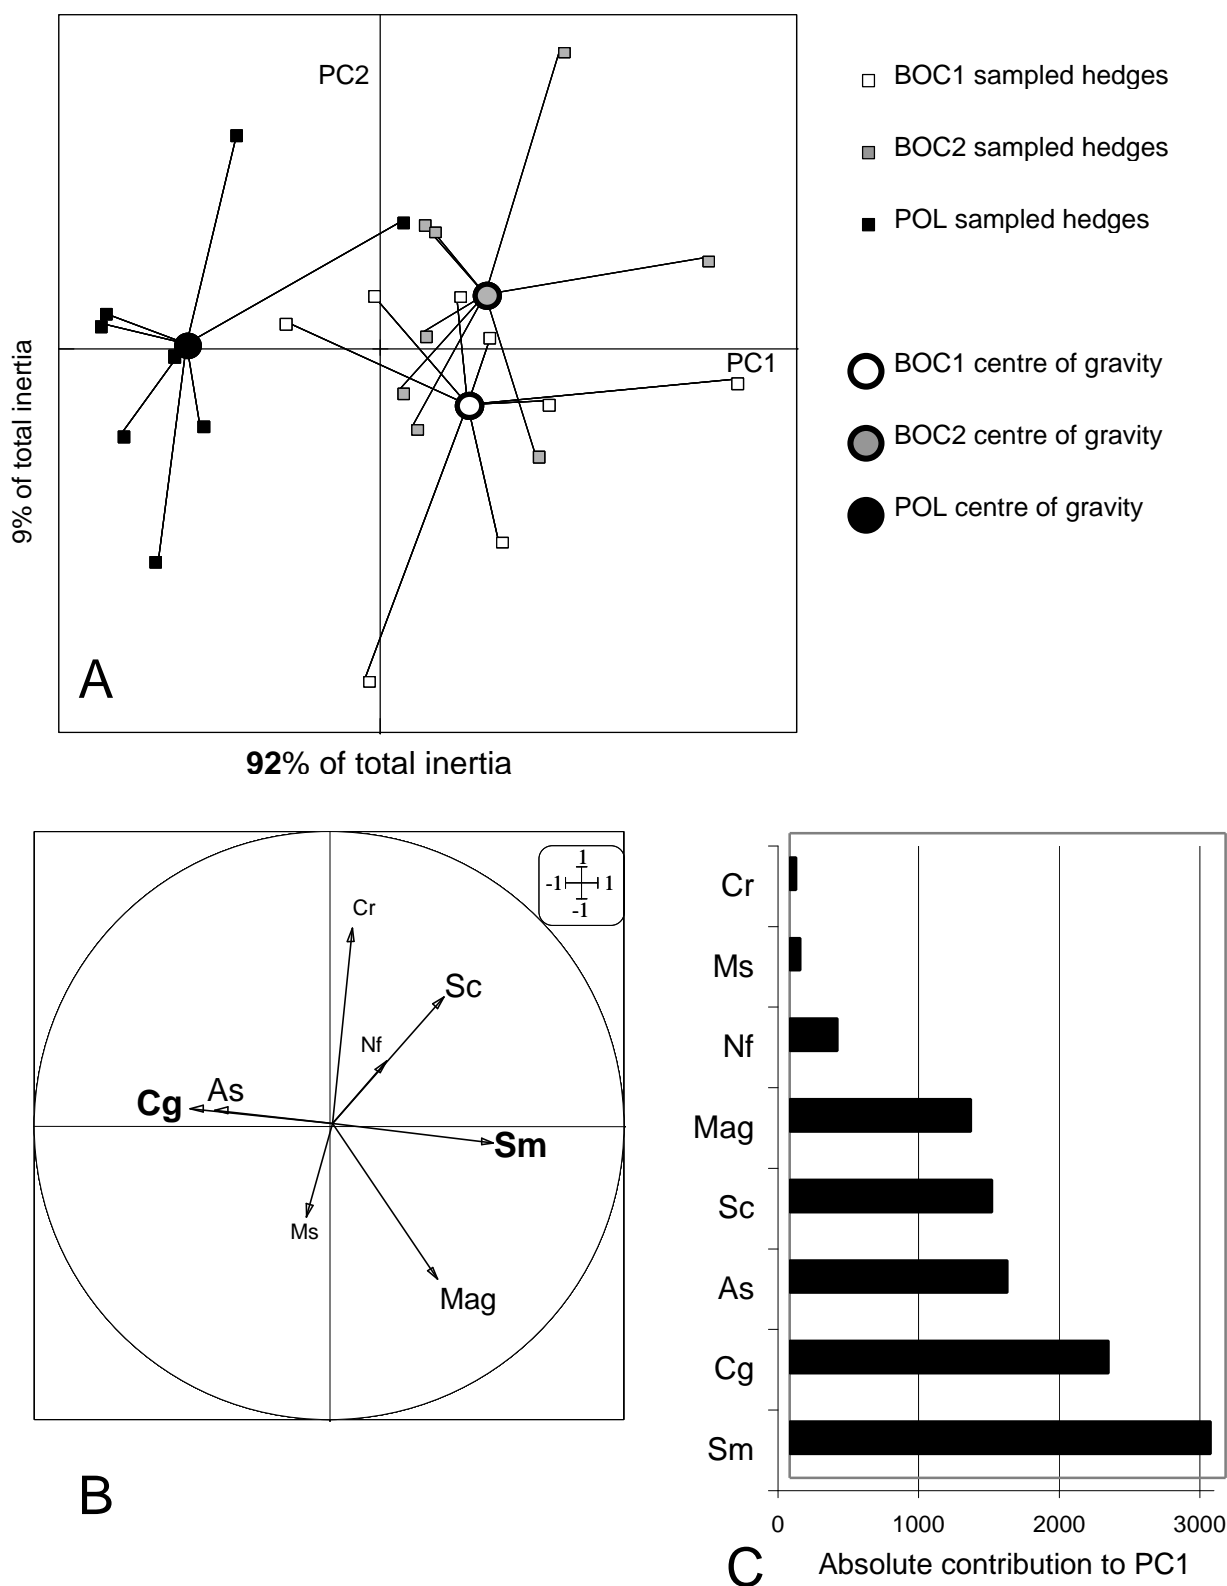 PC2
PC1
9% of total inertia
A
92% of total inertia
BOC1 sampled hedges
BOC2 sampled hedges
POL sampled hedges
BOC1 centre of gravity
BOC2 centre of gravity
POL centre of gravity
1
-1 1
-1
Cr
Sc
Nf
As
Cg
Sm
Ms
Mag
B
Cr
Ms
Nf
Mag
Sc
As
Cg
Sm
0 1000 2000 3000
C Absolute contribution to PC1